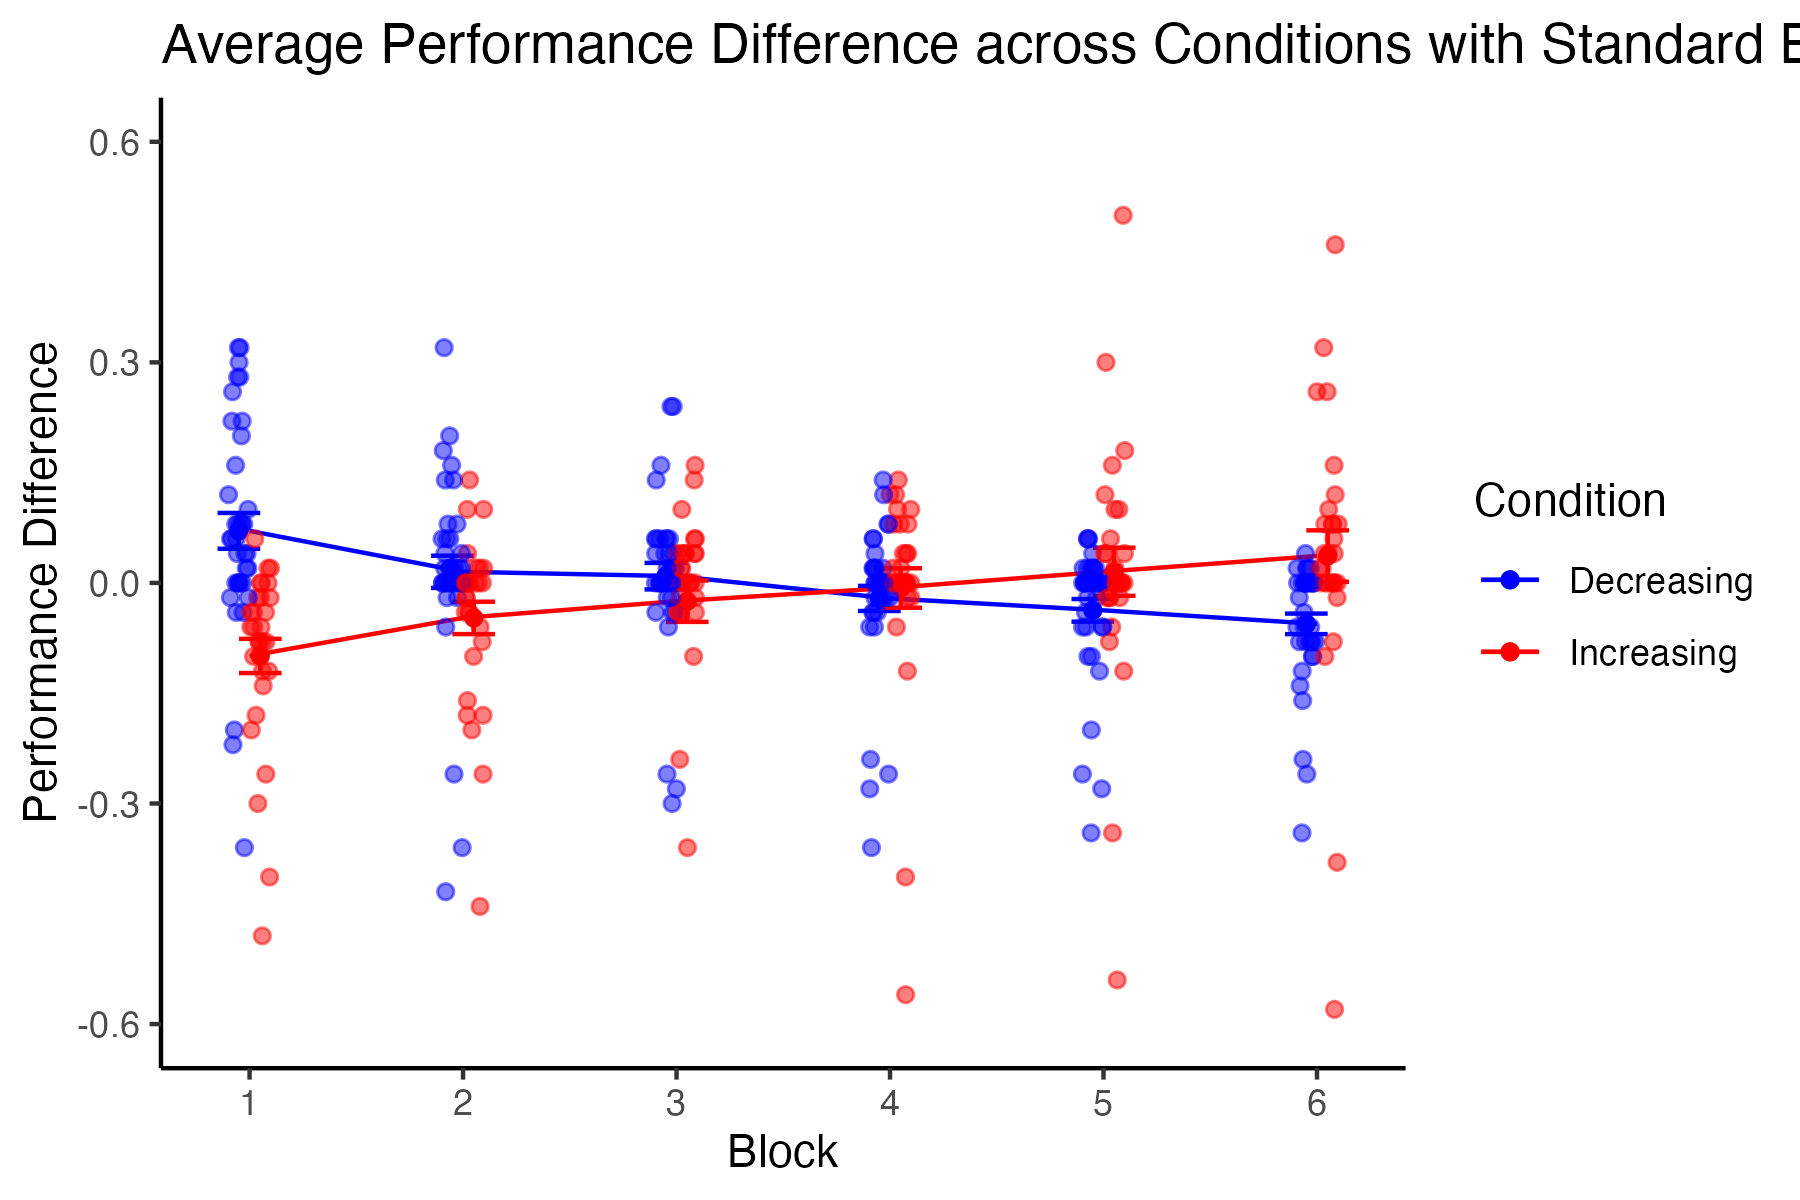 Average Performance Difference across Conditions with Standard
Performance Difference
0.6
0.3
0.0
-0.3
-0.6
1 2 3 4 5 6
Block
Condition
Decreasing
Increasing